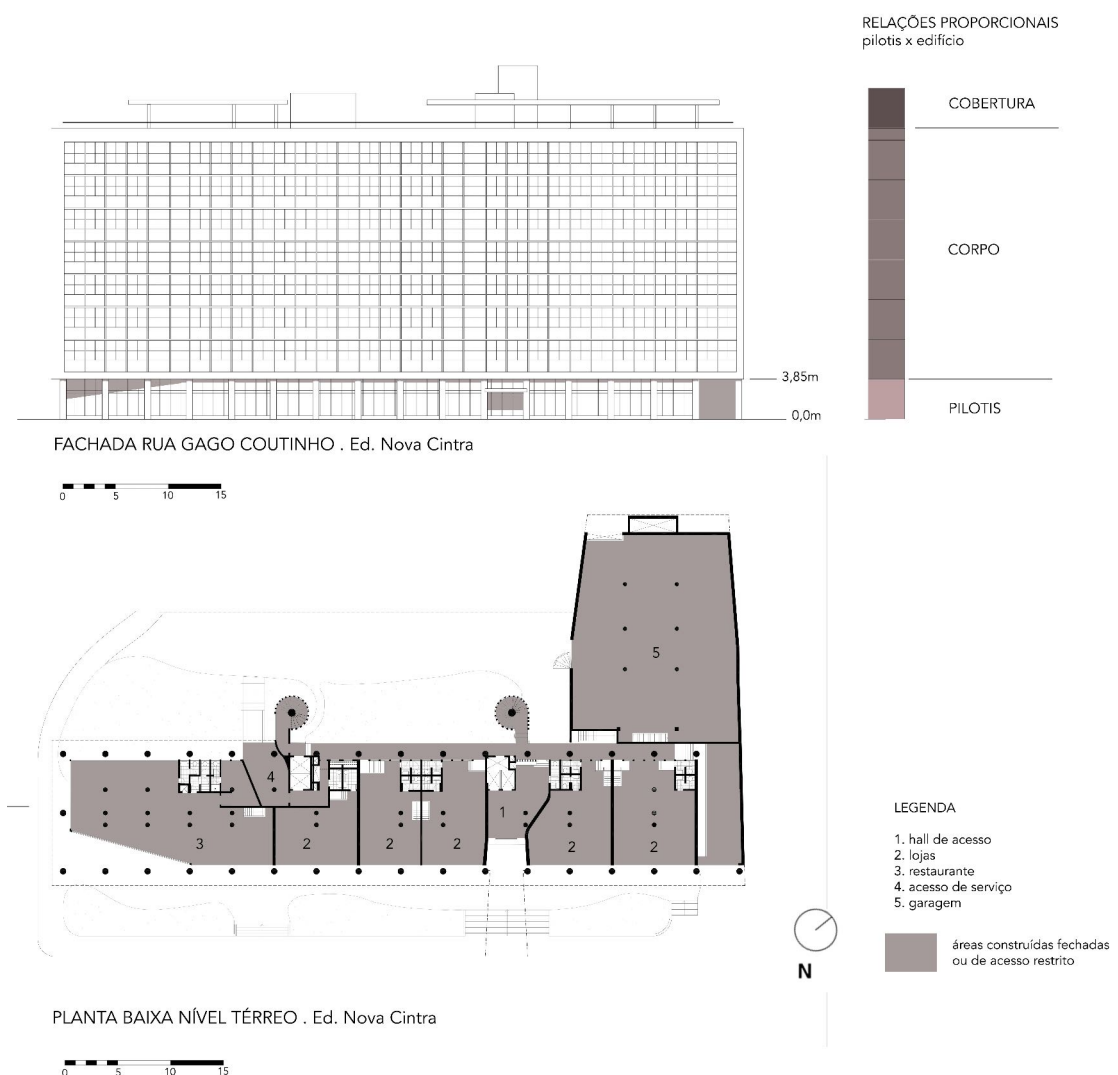 RELAÇÕES PROPORCIONAIS
pilotis x edifício
COBERTURA
CORPO
PILOTIS
3,85m
0,0m
FACHADA RUA GAGO COUTINHO . Ed. Nova Cintra
0 5 10 15
5
4
3
2
2
2
1
2
2
LEGENDA
1. hall de acesso
2. lojas
3. restaurante
4. acesso de serviço
5. garagem
áreas construídas fechadas
ou de acesso restrito
N
PLANTA BAIXA NÍVEL TÉRREO . Ed. Nova Cintra
0 5 10 15